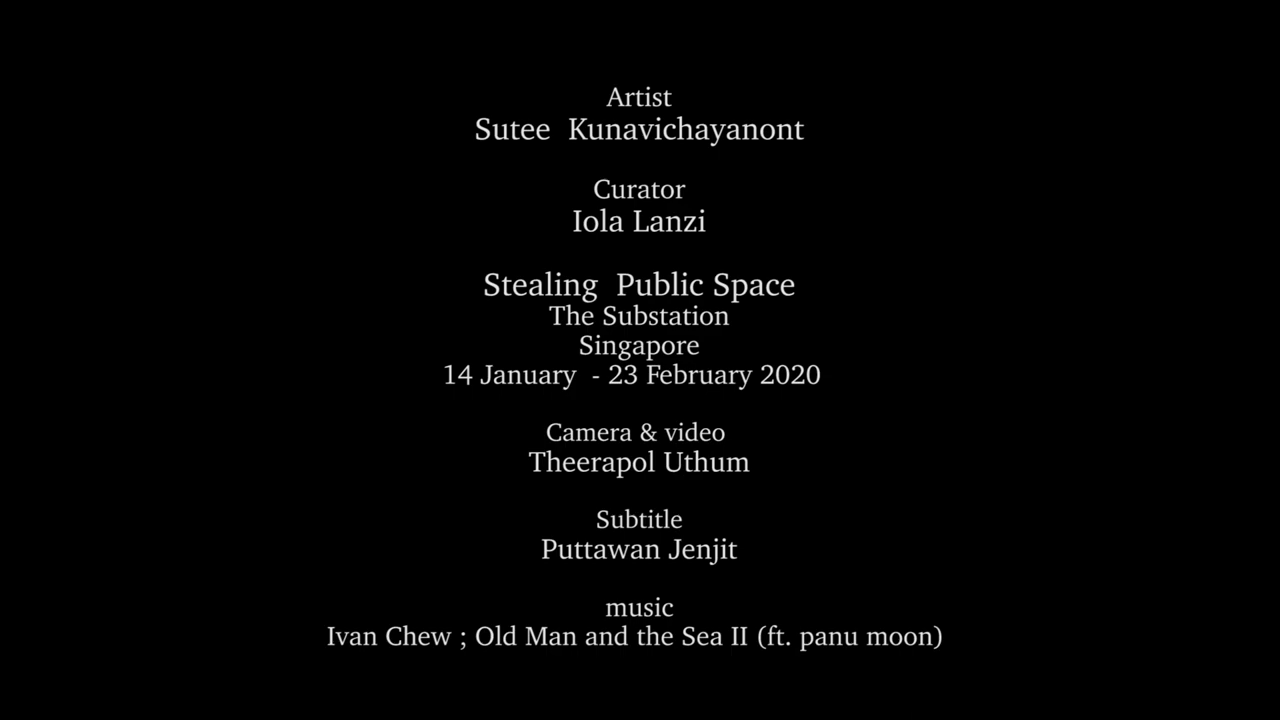 Artist
Sutee Kunavichayanont
Curator
Iola Lanzi
Stealing Public Space
The Substation
Singapore
14 January - 23 February 2020
Camera & video
Theerapol Uthum
Subtitle
Puttawan Jenjit
music
Ivan Chew ; Old Man and the Sea II (ft. panu moon)